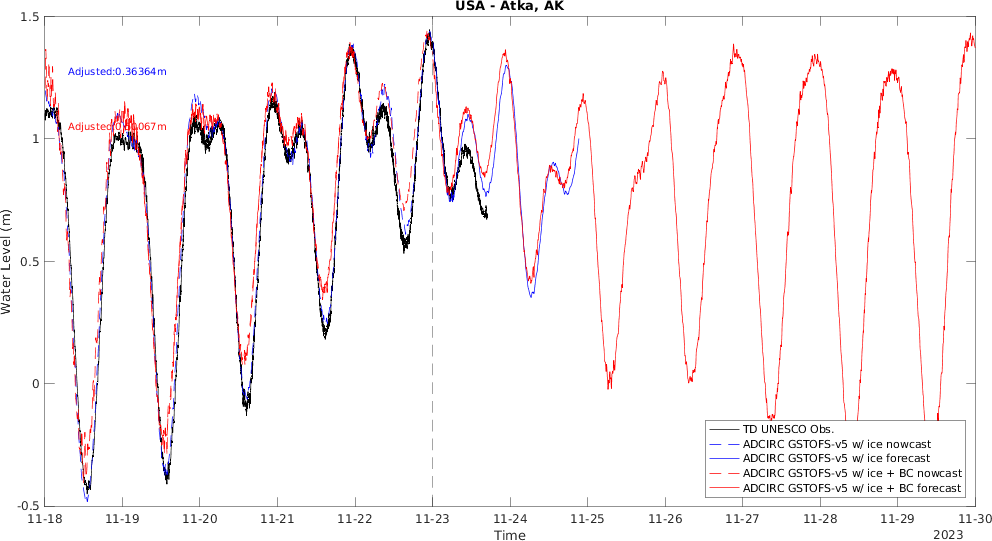 USA - Atka, AK
1.5
Adjusted:0.36364m
Adjusted: 067m
1
Water Level (m)
0.5
0
TD UNESCO Obs.
ADCIRC GSTOFS-v5 w/ ice nowcast
ADCIRC GSTOFS-v5 w/ ice forecast
ADCIRC GSTOFS-v5 w/ ice + BC nowcast
ADCIRC GSTOFS-v5 w/ ice + BC forecast
-0.5
11-18 11-19 11-20 11-21 11-22 11-23 11-24 11-25 11-26 11-27 11-28 11-29 11-30
Time
2023